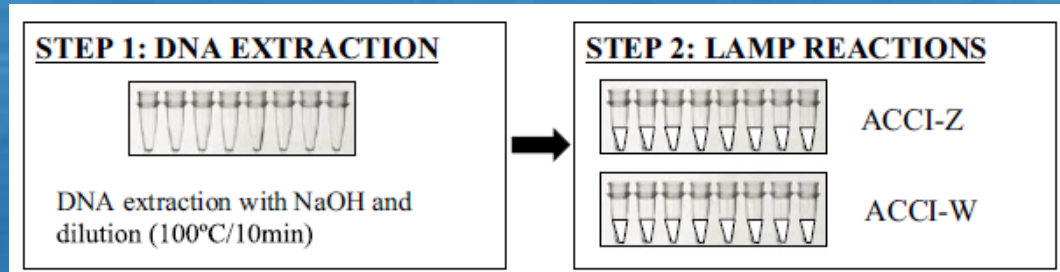 STEP 1: DNA EXTRACTION
DNA extraction with NaOH and
dilution (100ºC/10min)
STEP 2: LAMP REACTIONS
ACCI-Z
ACCI-W